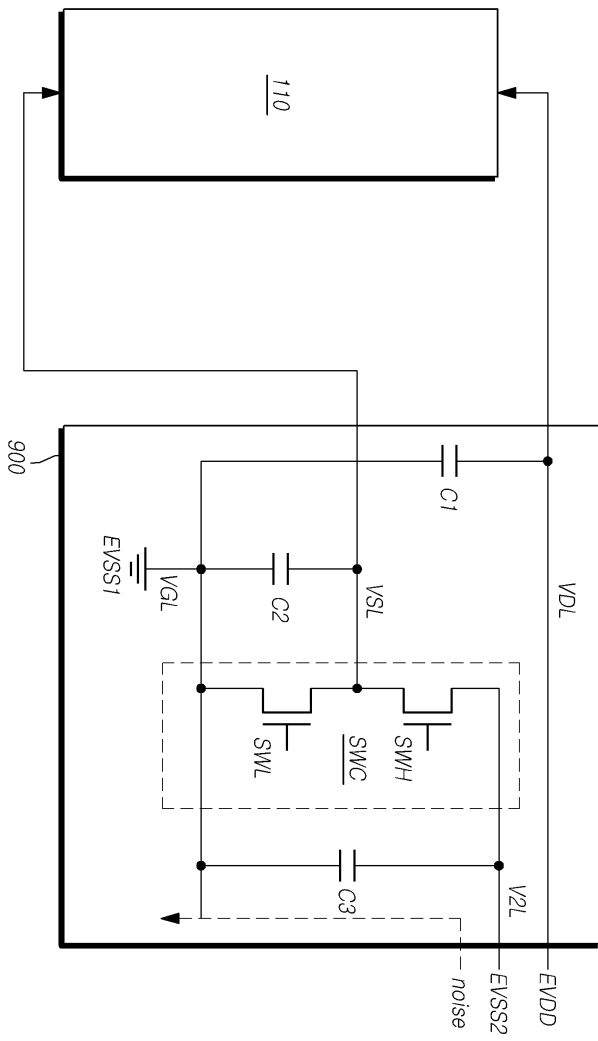 110
900
EVSS1
VGL
C2
C1
VSL
VDL
SWL
SWC
SWH
C3
V2L
noise
EVSS2
EVDD